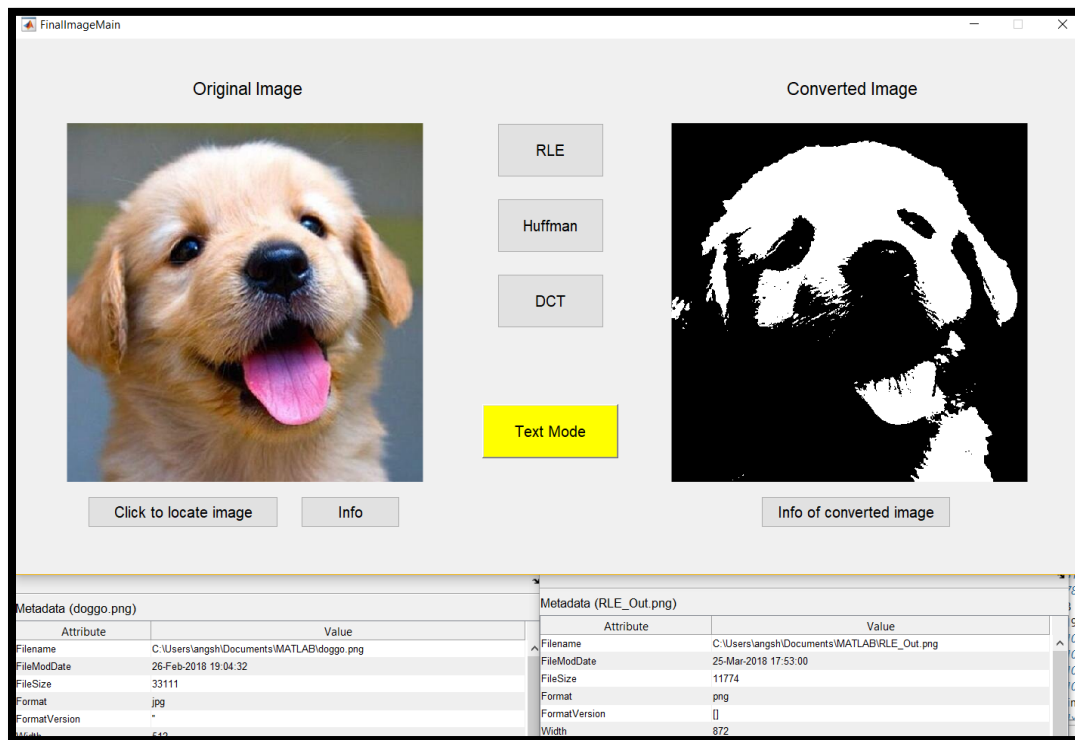 FinalImageMain
Original Image
Converted Image
RLE
Huffman
DCT
Text Mode
Click to locate image
Info
Info of converted image
Metadata (doggo.png)
Attribute Value
Filename C:\Users\angsh\Documents\MATLAB\doggo.png
FileModDate 26-Feb-2018 19:04:32
FileSize 33111
Format jpg
FormatVersion ''
Width 512
Metadata (RLE_Out.png)
Attribute Value
Filename C:\Users\angsh\Documents\MATLAB\RLE_Out.png
FileModDate 25-Mar-2018 17:53:00
FileSize 11774
Format png
FormatVersion []
Width 872